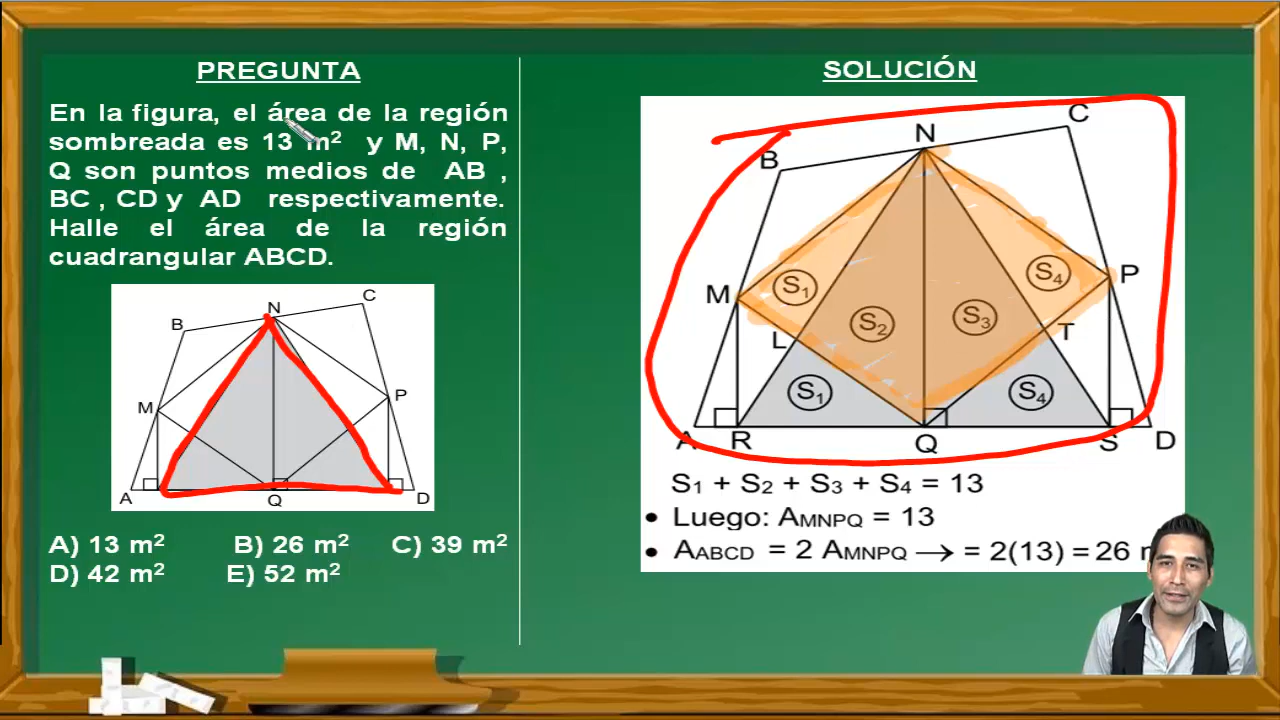 PREGUNTA
En la figura, el área de la región
sombreada es 13 m² y M, N, P,
Q son puntos medios de AB ,
BC , CD y AD respectivamente.
Halle el área de la región
cuadrangular ABCD.
N
C
B
M
P
A
Q
D
A) 13 m² B) 26 m² C) 39 m²
D) 42 m² E) 52 m²
SOLUCIÓN
N
C
B
S₁
S₄
P
M
S₂
S₃
L
T
S₁
S₄
A
R
Q
S
D
S₁ + S₂ + S₃ + S₄ = 13
• Luego: AMNPQ = 13
• AABCD = 2 AMNPQ → = 2(13) = 26